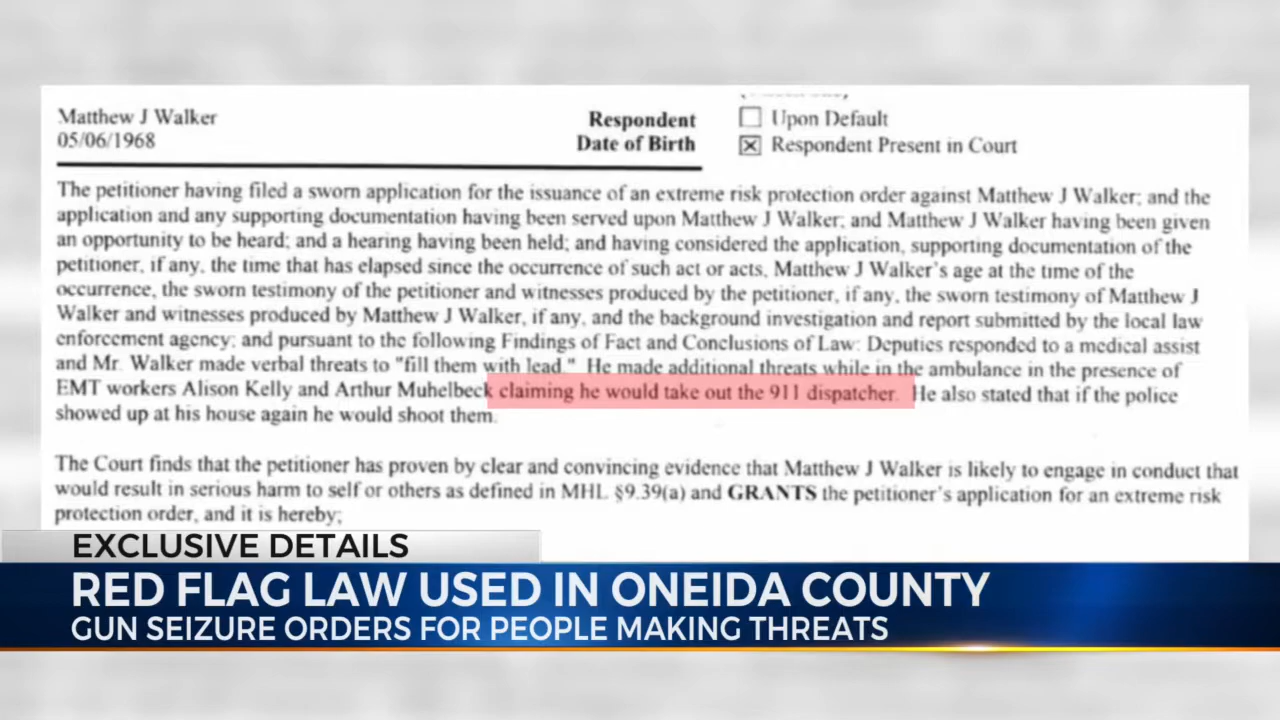 Matthew J Walker
05/06/1968
Respondent
Date of Birth
Upon Default
Respondent Present in Court
The petitioner having filed a sworn application for the issuance of an extreme risk protection order against Matthew J Walker; and the
application and any supporting documentation having been served upon Matthew J Walker; and Matthew J Walker having been given
an opportunity to be heard; and a hearing having been held; and having considered the application, supporting documentation of the
petitioner, if any, the time that has elapsed since the occurrence of such act or acts, Matthew J Walker's age at the time of the
occurrence, the sworn testimony of the petitioner and witnesses produced by the petitioner, if any, the sworn testimony of Matthew J
Walker and witnesses produced by Matthew J Walker, if any, and the background investigation and report submitted by the local law
enforcement agency; and pursuant to the following Findings of Fact and Conclusions of Law: Deputies responded to a medical assist
and Mr. Walker made verbal threats to "fill them with lead." He made additional threats while in the ambulance in the presence of
EMT workers Alison Kelly and Arthur Muhelbeck claiming he would take out the 911 dispatcher. He also stated that if the police
showed up at his house again he would shoot them.
The Court finds that the petitioner has proven by clear and convincing evidence that Matthew J Walker is likely to engage in conduct that
would result in serious harm to self or others as defined in MHL §9.39(a) and GRANTS the petitioner's application for an extreme risk
protection order, and it is hereby;
EXCLUSIVE DETAILS
RED FLAG LAW USED IN ONEIDA COUNTY
GUN SEIZURE ORDERS FOR PEOPLE MAKING THREATS